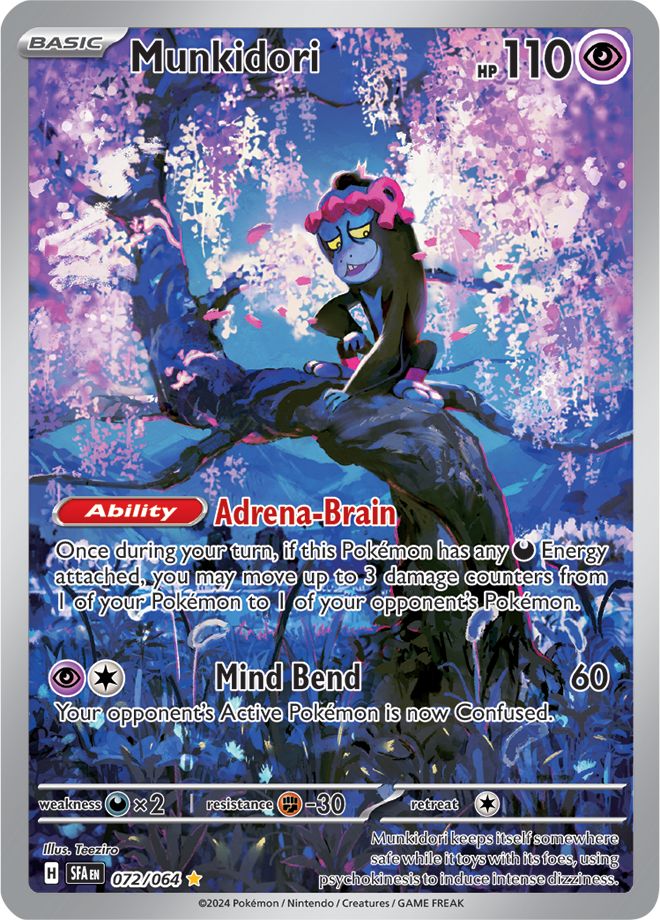 BASIC
Munkidori
HP 110
Ability Adrena-Brain
Once during your turn, if this Pokémon has any Energy
attached, you may move up to 3 damage counters from
1 of your Pokémon to 1 of your opponent's Pokémon.
Mind Bend 60
Your opponent's Active Pokémon is now Confused.
weakness ×2 resistance -30 retreat
Illus. Teeziro
Munkidori keeps itself somewhere
safe while it toys with its foes, using
psychokinesis to induce intense dizziness.
H SFA EN 072/064
©2024 Pokémon / Nintendo / Creatures / GAME FREAK